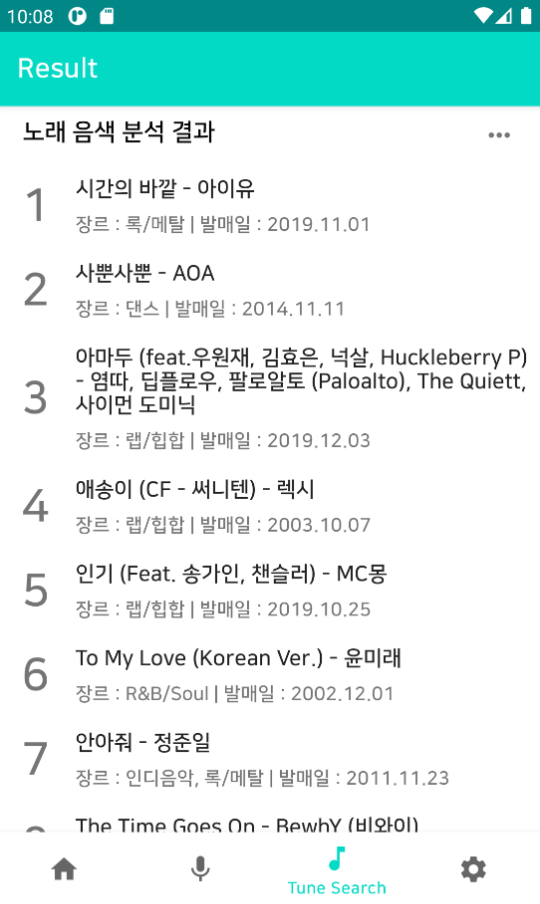 10:08
Result
노래 음색 분석 결과
1
시간의 바깥 - 아이유
장르 : 록/메탈 | 발매일 : 2019.11.01
2
사뿐사뿐 - AOA
장르 : 댄스 | 발매일 : 2014.11.11
3
아마두 (feat.우원재, 김효은, 넉살, Huckleberry P)
- 염따, 딥플로우, 팔로알토 (Paloalto), The Quiett,
사이먼 도미닉
장르 : 랩/힙합 | 발매일 : 2019.12.03
4
애송이 (CF - 써니텐) - 렉시
장르 : 랩/힙합 | 발매일 : 2003.10.07
5
인기 (Feat. 송가인, 챈슬러) - MC몽
장르 : 랩/힙합 | 발매일 : 2019.10.25
6
To My Love (Korean Ver.) - 윤미래
장르 : R&B/Soul | 발매일 : 2002.12.01
7
안아줘 - 정준일
장르 : 인디음악, 록/메탈 | 발매일 : 2011.11.23
The Time Goes On - BewhY (비와이)
Tune Search